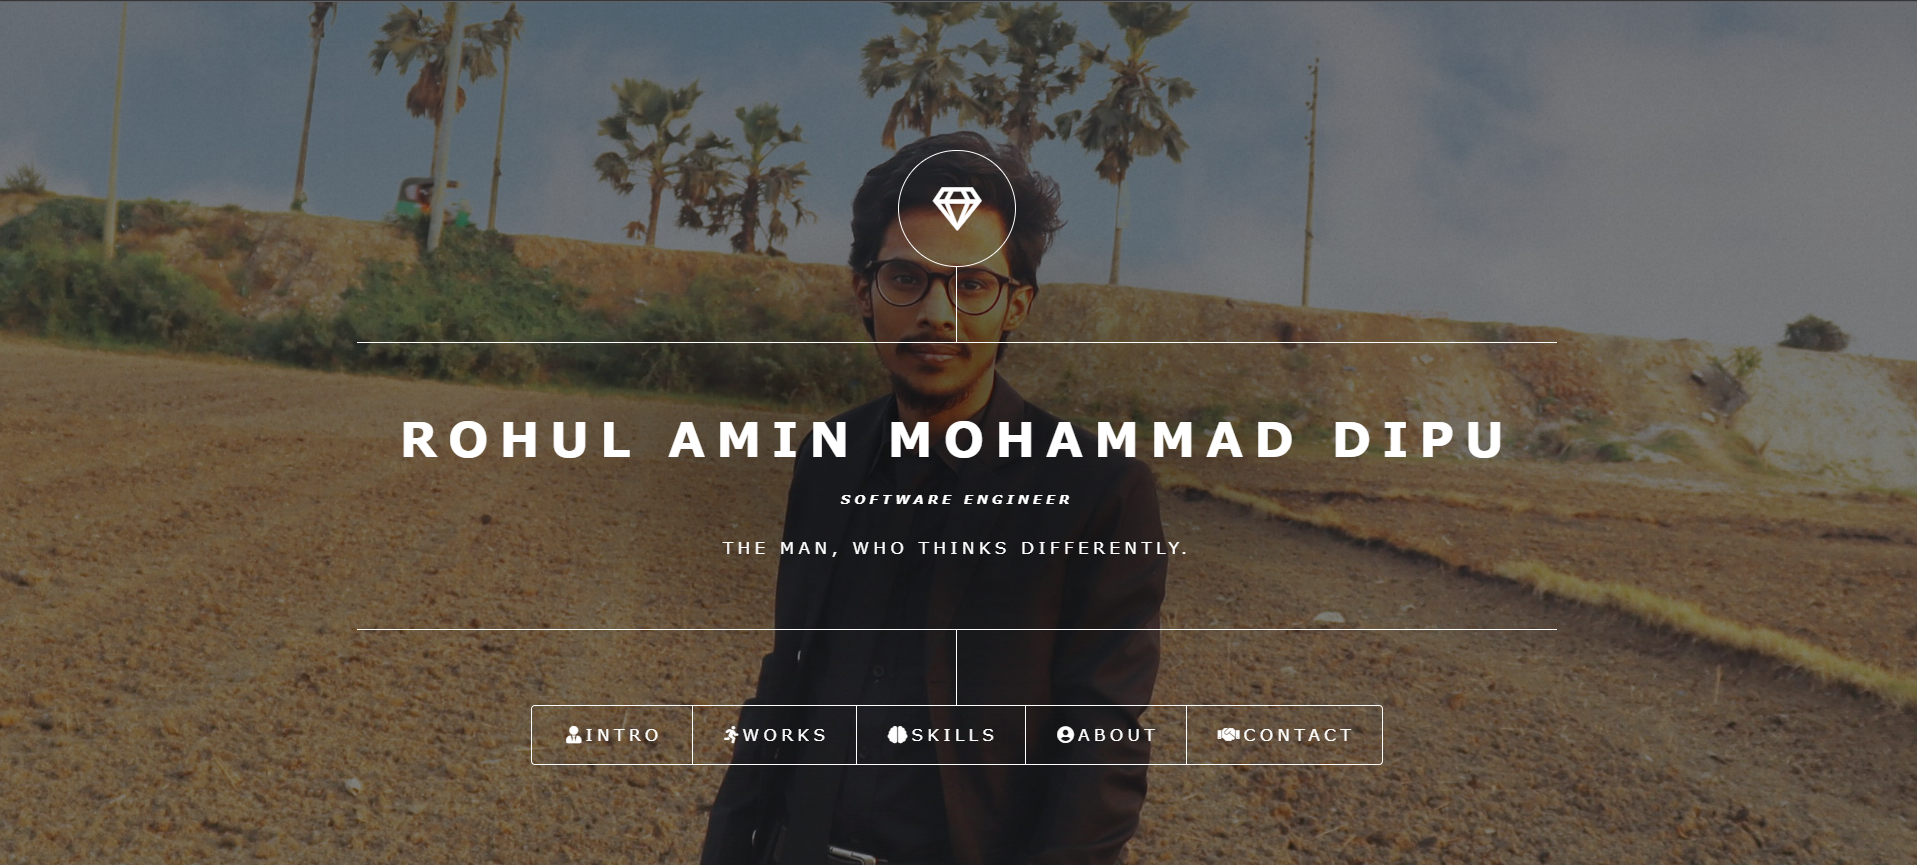 ROHUL AMIN MOHAMMAD DIPU
SOFTWARE ENGINEER
THE MAN, WHO THINKS DIFFERENTLY.
INTRO WORKS SKILLS ABOUT CONTACT